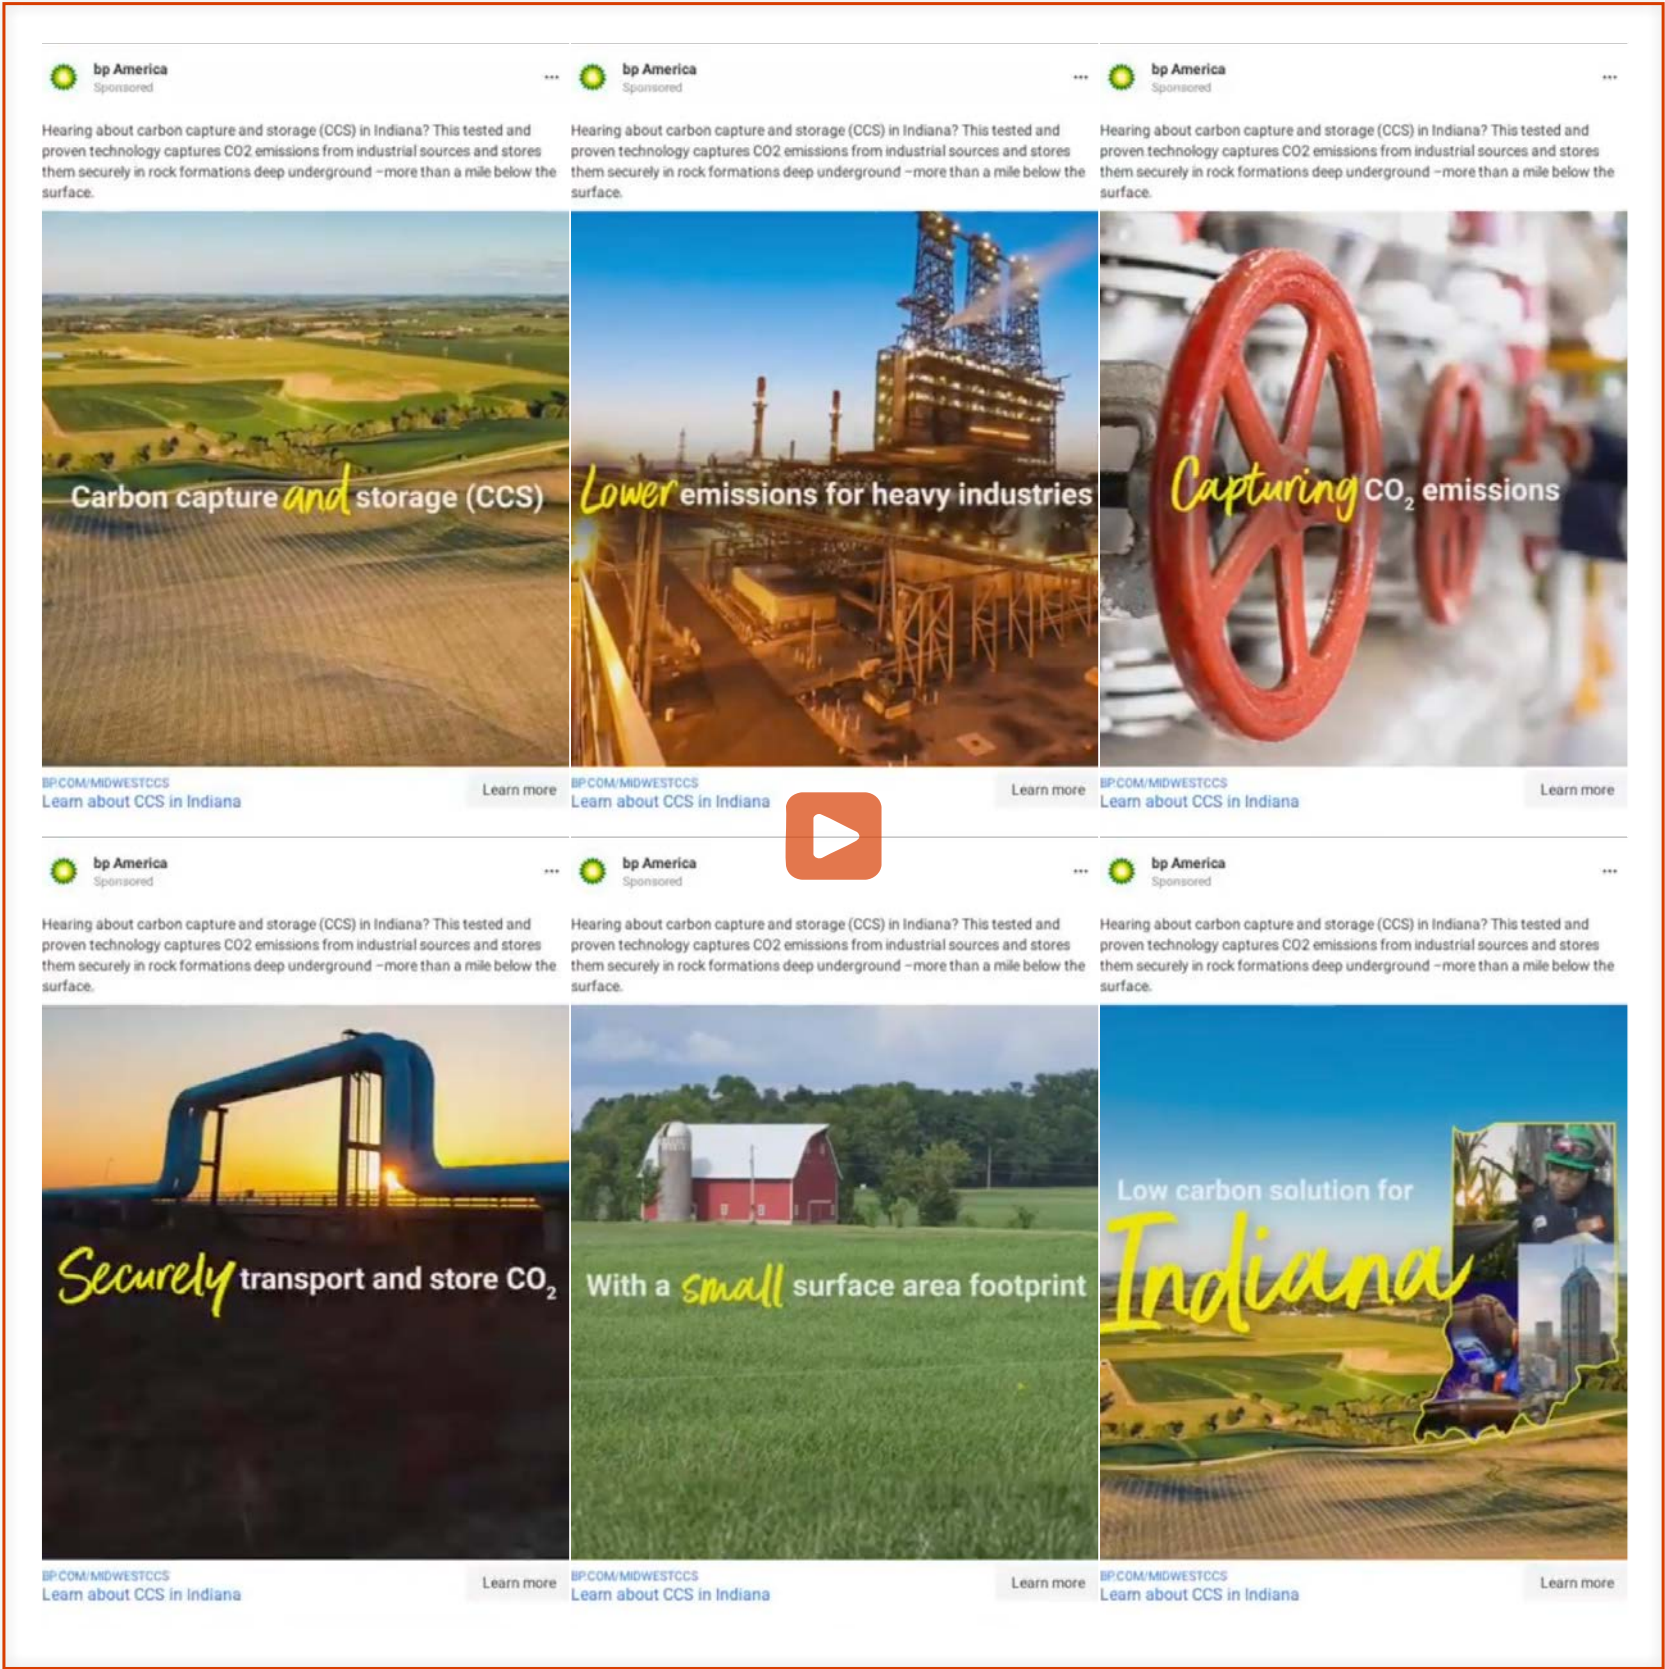 bp America
Sponsored
Hearing about carbon capture and storage (CCS) in Indiana? This tested and
proven technology captures CO2 emissions from industrial sources and stores
them securely in rock formations deep underground –more than a mile below the
surface.
Carbon capture and storage (CCS)
BP.COM/MIDWESTCCS
Learn about CCS in Indiana
Learn more
bp America
Sponsored
Hearing about carbon capture and storage (CCS) in Indiana? This tested and
proven technology captures CO2 emissions from industrial sources and stores
them securely in rock formations deep underground –more than a mile below the
surface.
Lower emissions for heavy industries
BP.COM/MIDWESTCCS
Learn about CCS in Indiana
Learn more
bp America
Sponsored
Hearing about carbon capture and storage (CCS) in Indiana? This tested and
proven technology captures CO2 emissions from industrial sources and stores
them securely in rock formations deep underground –more than a mile below the
surface.
Capturing CO₂ emissions
BP.COM/MIDWESTCCS
Learn about CCS in Indiana
Learn more
bp America
Sponsored
Hearing about carbon capture and storage (CCS) in Indiana? This tested and
proven technology captures CO2 emissions from industrial sources and stores
them securely in rock formations deep underground –more than a mile below the
surface.
Securely transport and store CO₂
BP.COM/MIDWESTCCS
Learn about CCS in Indiana
Learn more
bp America
Sponsored
Hearing about carbon capture and storage (CCS) in Indiana? This tested and
proven technology captures CO2 emissions from industrial sources and stores
them securely in rock formations deep underground –more than a mile below the
surface.
With a small surface area footprint
BP.COM/MIDWESTCCS
Learn about CCS in Indiana
Learn more
bp America
Sponsored
Hearing about carbon capture and storage (CCS) in Indiana? This tested and
proven technology captures CO2 emissions from industrial sources and stores
them securely in rock formations deep underground –more than a mile below the
surface.
Low carbon solution for
Indiana
BP.COM/MIDWESTCCS
Learn about CCS in Indiana
Learn more